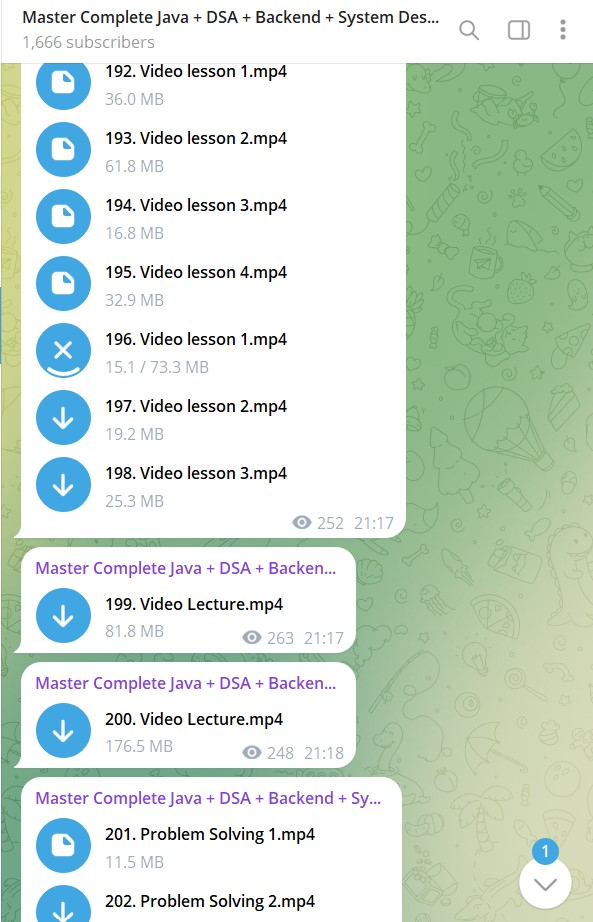 Master Complete Java + DSA + Backend + System Des...
1,666 subscribers
192. Video lesson 1.mp4
36.0 MB
193. Video lesson 2.mp4
61.8 MB
194. Video lesson 3.mp4
16.8 MB
195. Video lesson 4.mp4
32.9 MB
196. Video lesson 1.mp4
15.1 / 73.3 MB
197. Video lesson 2.mp4
19.2 MB
198. Video lesson 3.mp4
25.3 MB
252 21:17
Master Complete Java + DSA + Backen...
199. Video Lecture.mp4
81.8 MB 263 21:17
Master Complete Java + DSA + Backen...
200. Video Lecture.mp4
176.5 MB 248 21:18
Master Complete Java + DSA + Backend + Sy...
201. Problem Solving 1.mp4
11.5 MB
202. Problem Solving 2.mp4
1